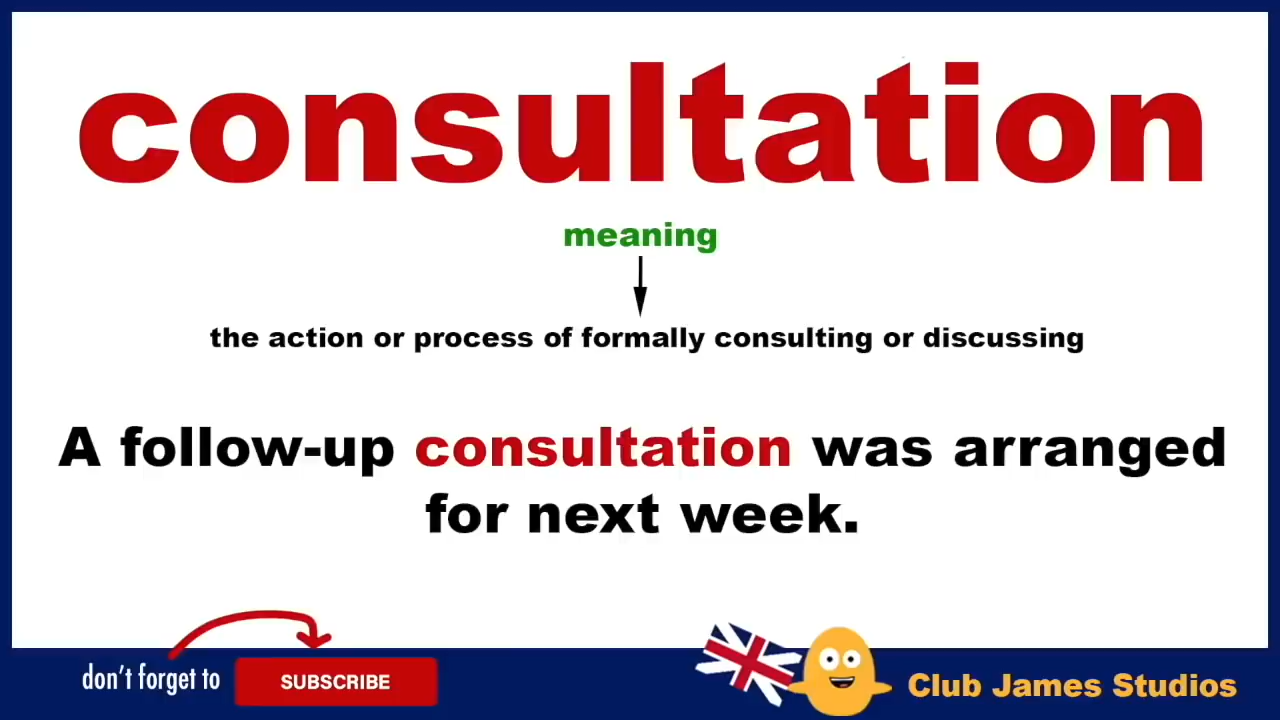 consultation
meaning
the action or process of formally consulting or discussing
A follow-up consultation was arranged
for next week.
don't forget to
SUBSCRIBE
Club James Studios